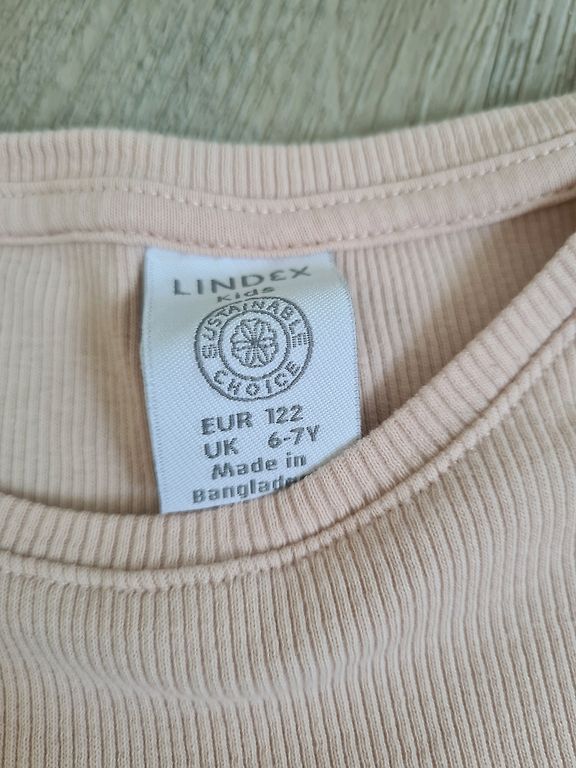 LINDEX
Kids
SUSTAINABLE
CHOICE
EUR 122
UK 6-7Y
Made in